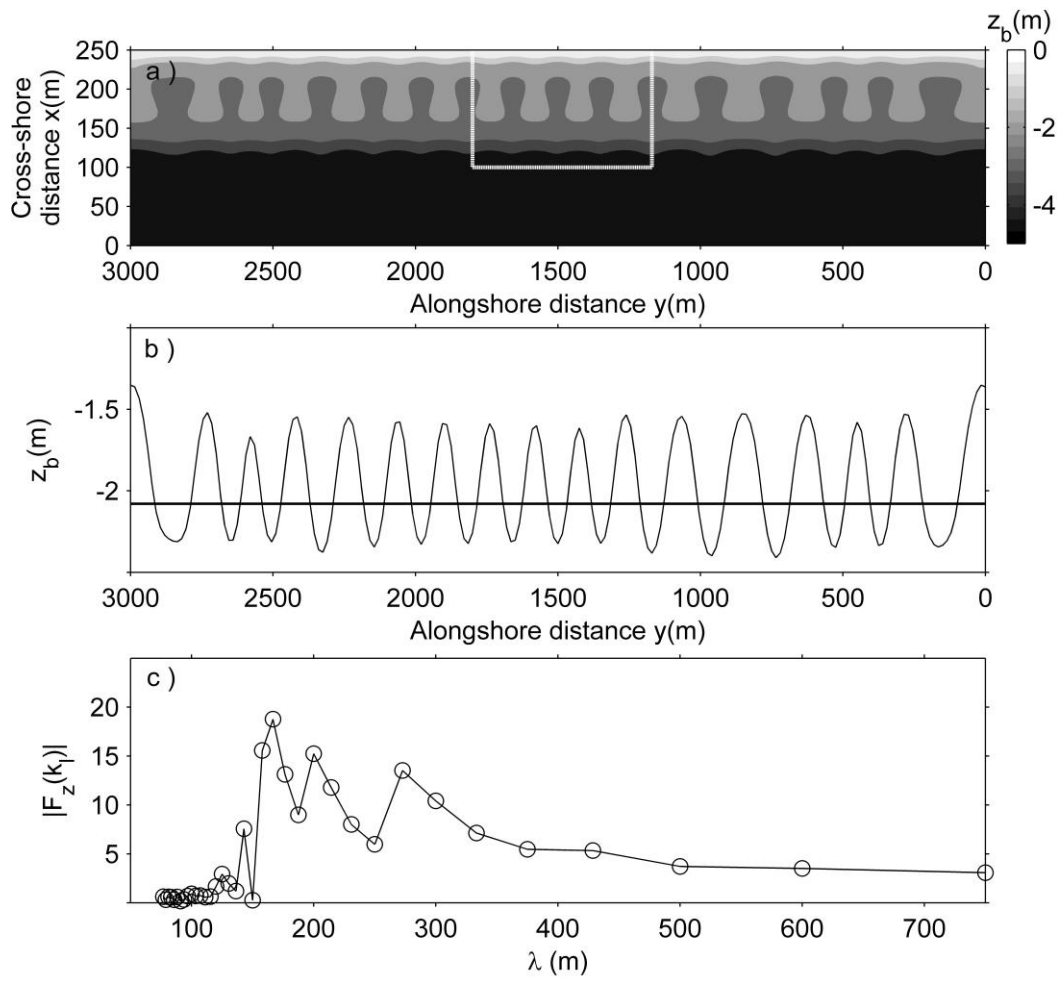 z_b(m)
250
200
150
100
50
0
a )
Cross-shore
distance x(m)
0
-2
-4
3000 2500 2000 1500 1000 500 0
Alongshore distance y(m)
b )
-1.5
-2
z_b(m)
3000 2500 2000 1500 1000 500 0
Alongshore distance y(m)
c )
20
15
10
5
|F_z(k_l)|
100 200 300 400 500 600 700
λ (m)